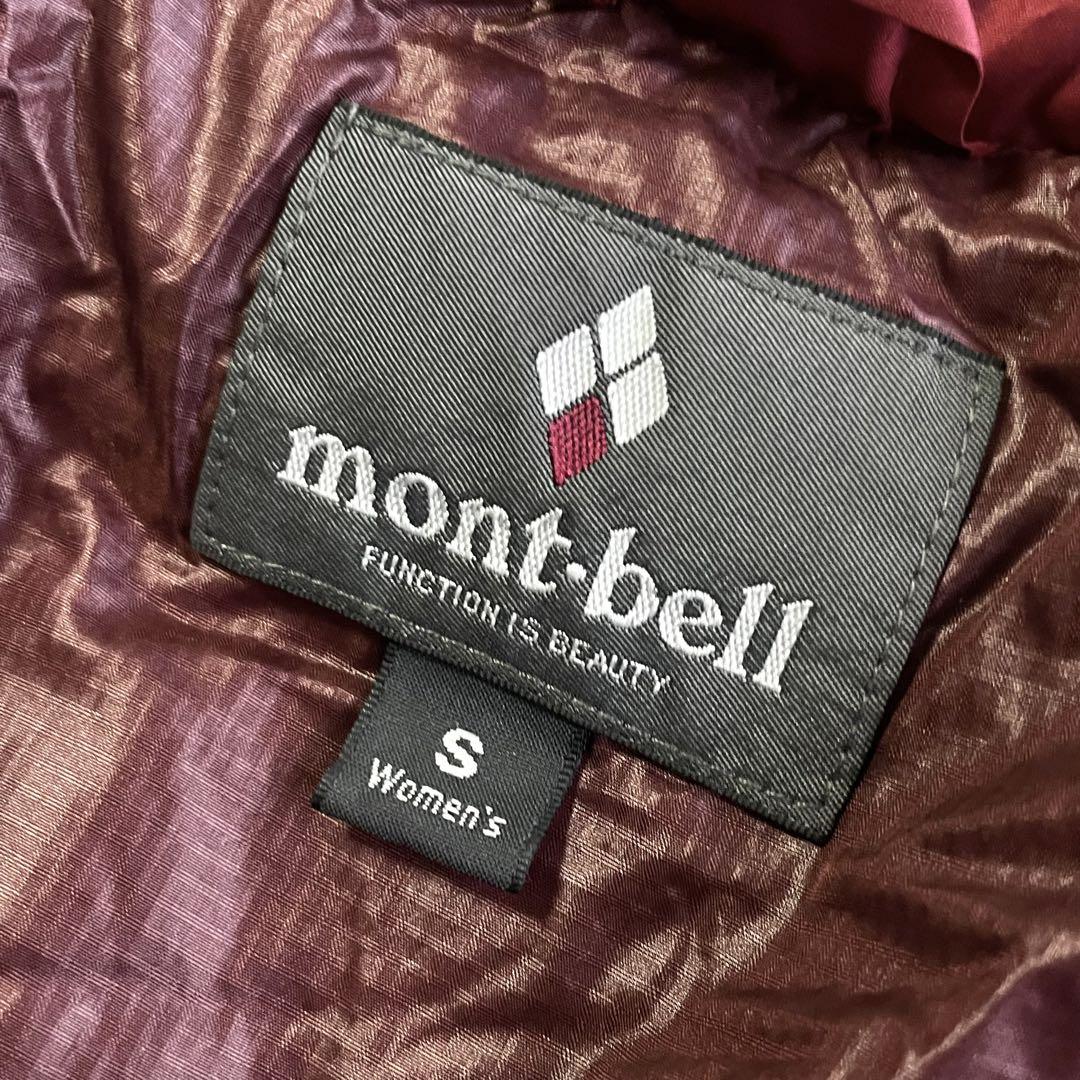 mont-bell
FUNCTION IS BEAUTY
S
Women's